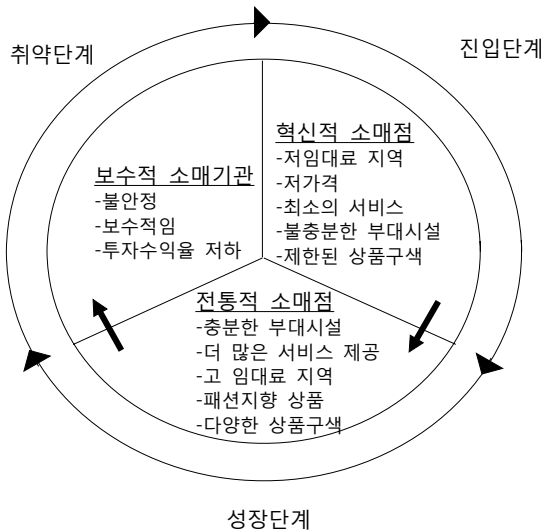 취약단계
진입단계
혁신적 소매점
-저임대료 지역
-저가격
-최소의 서비스
-불충분한 부대시설
-제한된 상품구색
보수적 소매기관
-불안정
-보수적임
-투자수익율 저하
전통적 소매점
-충분한 부대시설
-더 많은 서비스 제공
-고 임대료 지역
-패션지향 상품
-다양한 상품구색
성장단계